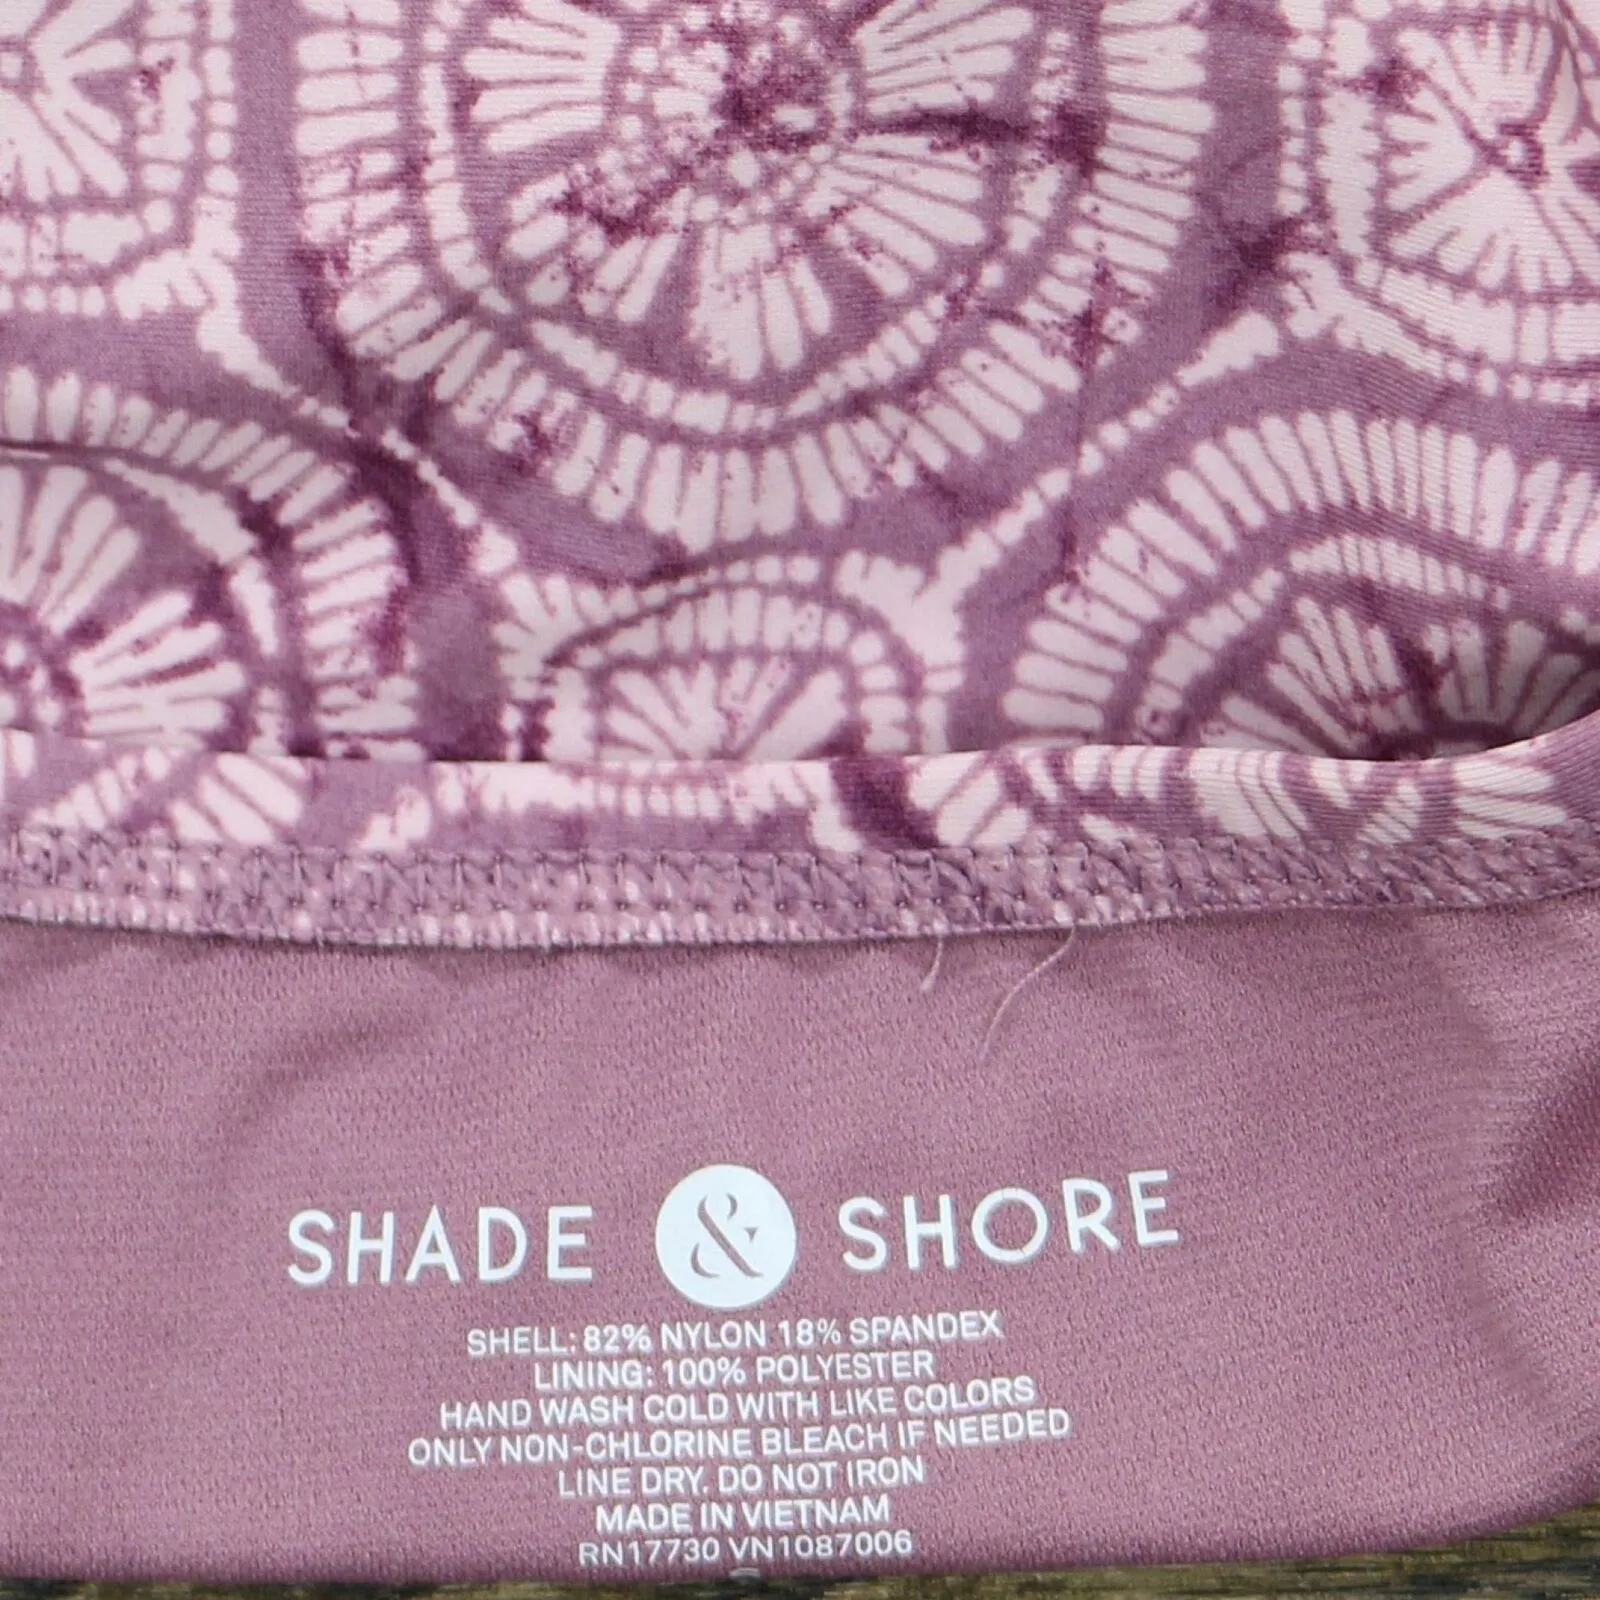 SHADE & SHORE
SHELL: 82% NYLON 18% SPANDEX
LINING: 100% POLYESTER
HAND WASH COLD WITH LIKE COLORS
ONLY NON-CHLORINE BLEACH IF NEEDED
LINE DRY. DO NOT IRON
MADE IN VIETNAM
RN17730 VN1087006